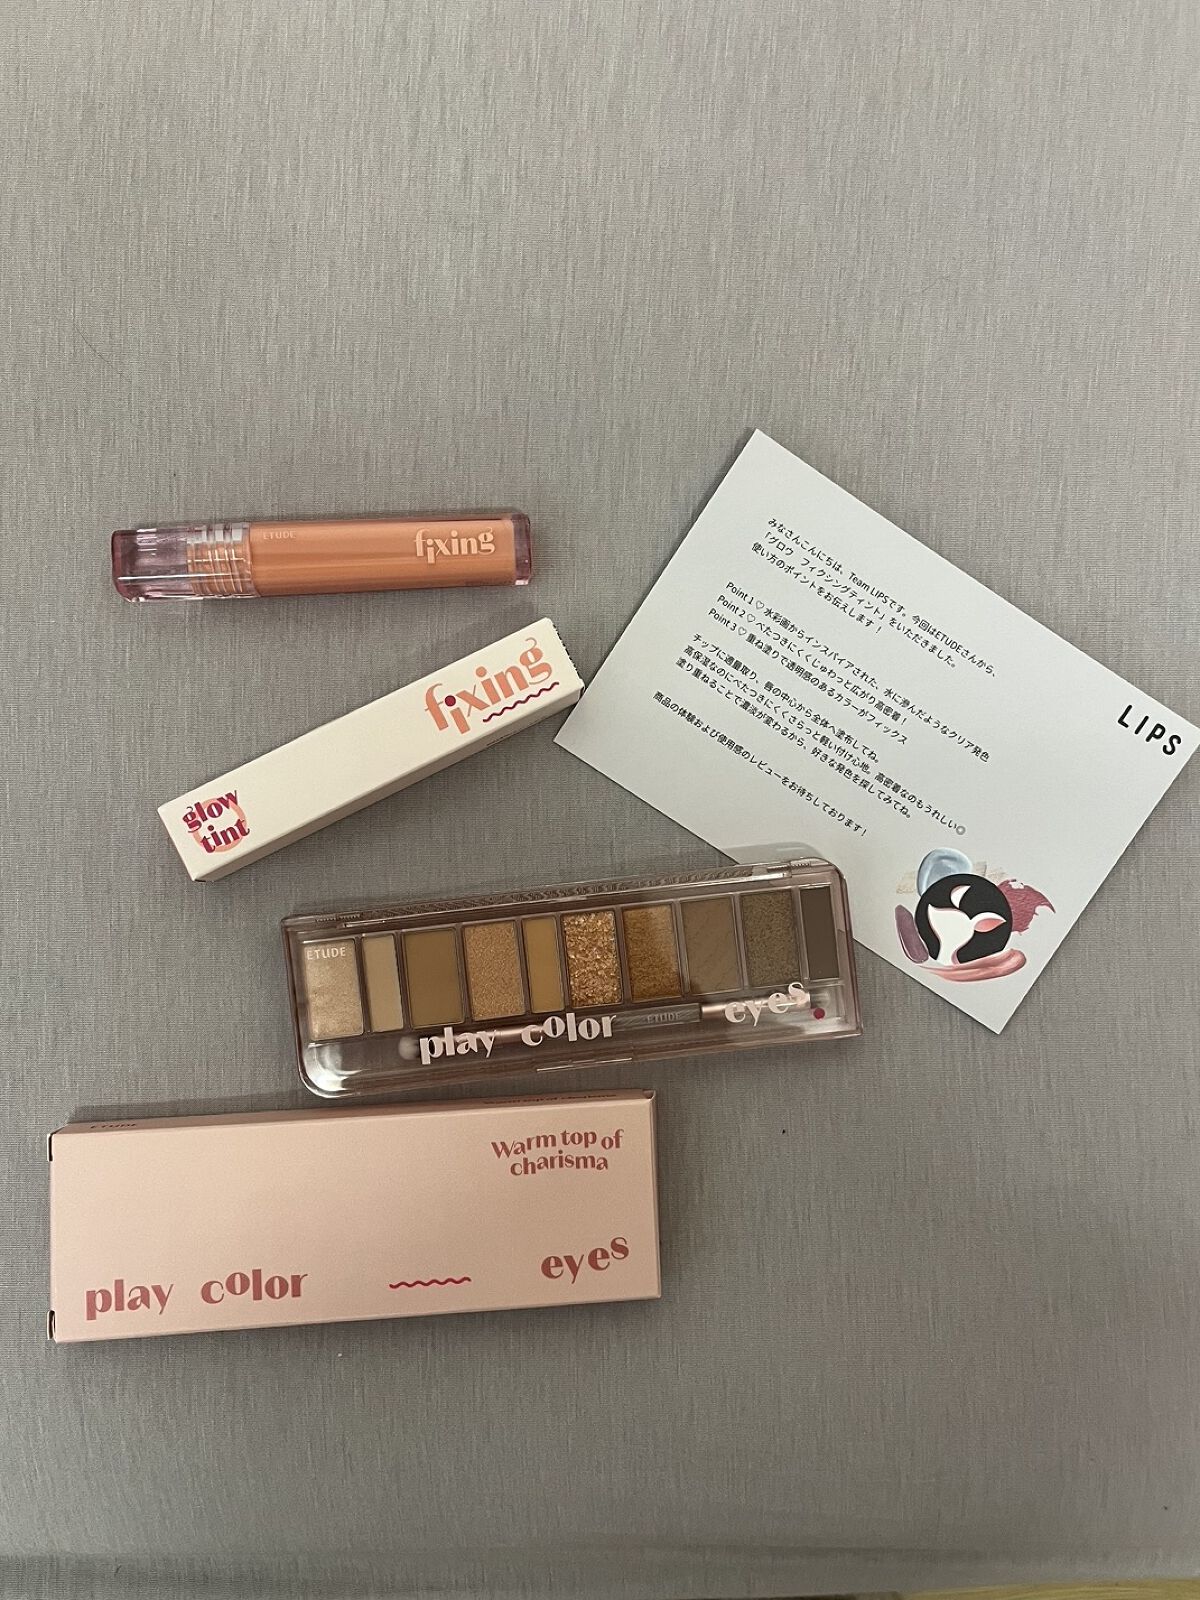 ETUDE
fixing
fixing
glow
tint
みなさんこんにちは、Team LIPSです。今回はETUDEさんから、
「グロウ フィクシングティント」をいただきました。
使い方のポイントをお伝えします！
Point 1 ♡ 水彩画からインスパイアされた、水に滲んだようなクリア発色
Point 2 ♡ べたつきにくくじゅわっと広がり高密着！
Point 3 ♡ 重ね塗りで透明感のあるカラーがフィックス
チップに適量取り、唇の中心から全体へ塗布してね。
高保湿なのにべたつきにくくさらっと軽い付け心地。高密着なのもうれしい◎
塗り重ねることで濃淡が変わるから、好きな発色を探してみてね。
商品の体験および使用感のレビューをお待ちしております！
LIPS
ETUDE
play color eyes
ETUDE
ETUDE
Warm top of
charisma
play color eyes